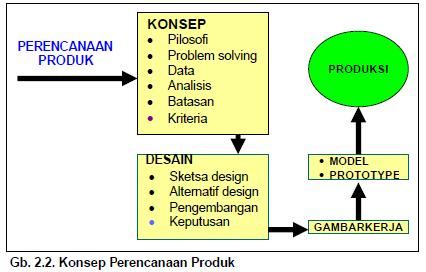 PERENCANAAN
PRODUK
KONSEP
• Pilosofi
• Problem solving
• Data
• Analisis
• Batasan
• Kriteria
DESAIN
• Sketsa design
• Alternatif design
• Pengembangan
• Keputusan
GAMBARKERJA
• MODEL
• PROTOTYPE
PRODUKSI
Gb. 2.2. Konsep Perencanaan Produk